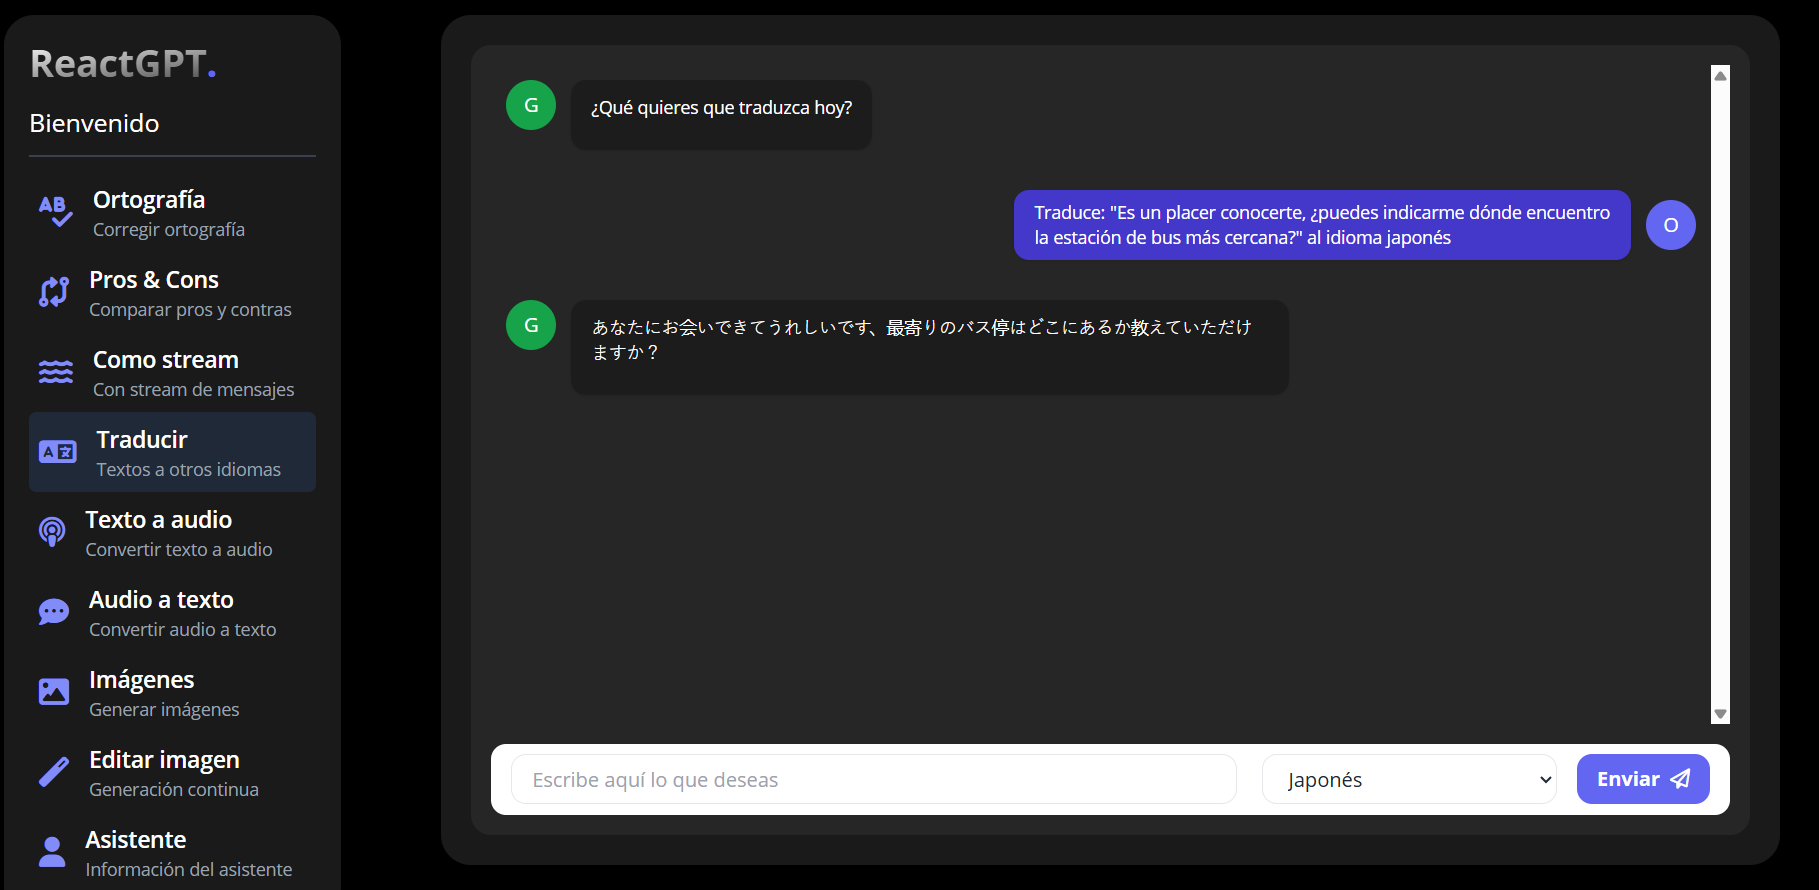 ReactGPT.
Bienvenido
Ortografía
Corregir ortografía
Pros & Cons
Comparar pros y contras
Como stream
Con stream de mensajes
Traducir
Textos a otros idiomas
Texto a audio
Convertir texto a audio
Audio a texto
Convertir audio a texto
Imágenes
Generar imágenes
Editar imagen
Generación continua
Asistente
Información del asistente
G
¿Qué quieres que traduzca hoy?
Traduce: "Es un placer conocerte, ¿puedes indicarme dónde encuentro
la estación de bus más cercana?" al idioma japonés
O
G
あなたにお会いできてうれしいです、最寄りのバス停はどこにあるか教えていただけ
ますか？
Escribe aquí lo que deseas
Japonés
Enviar